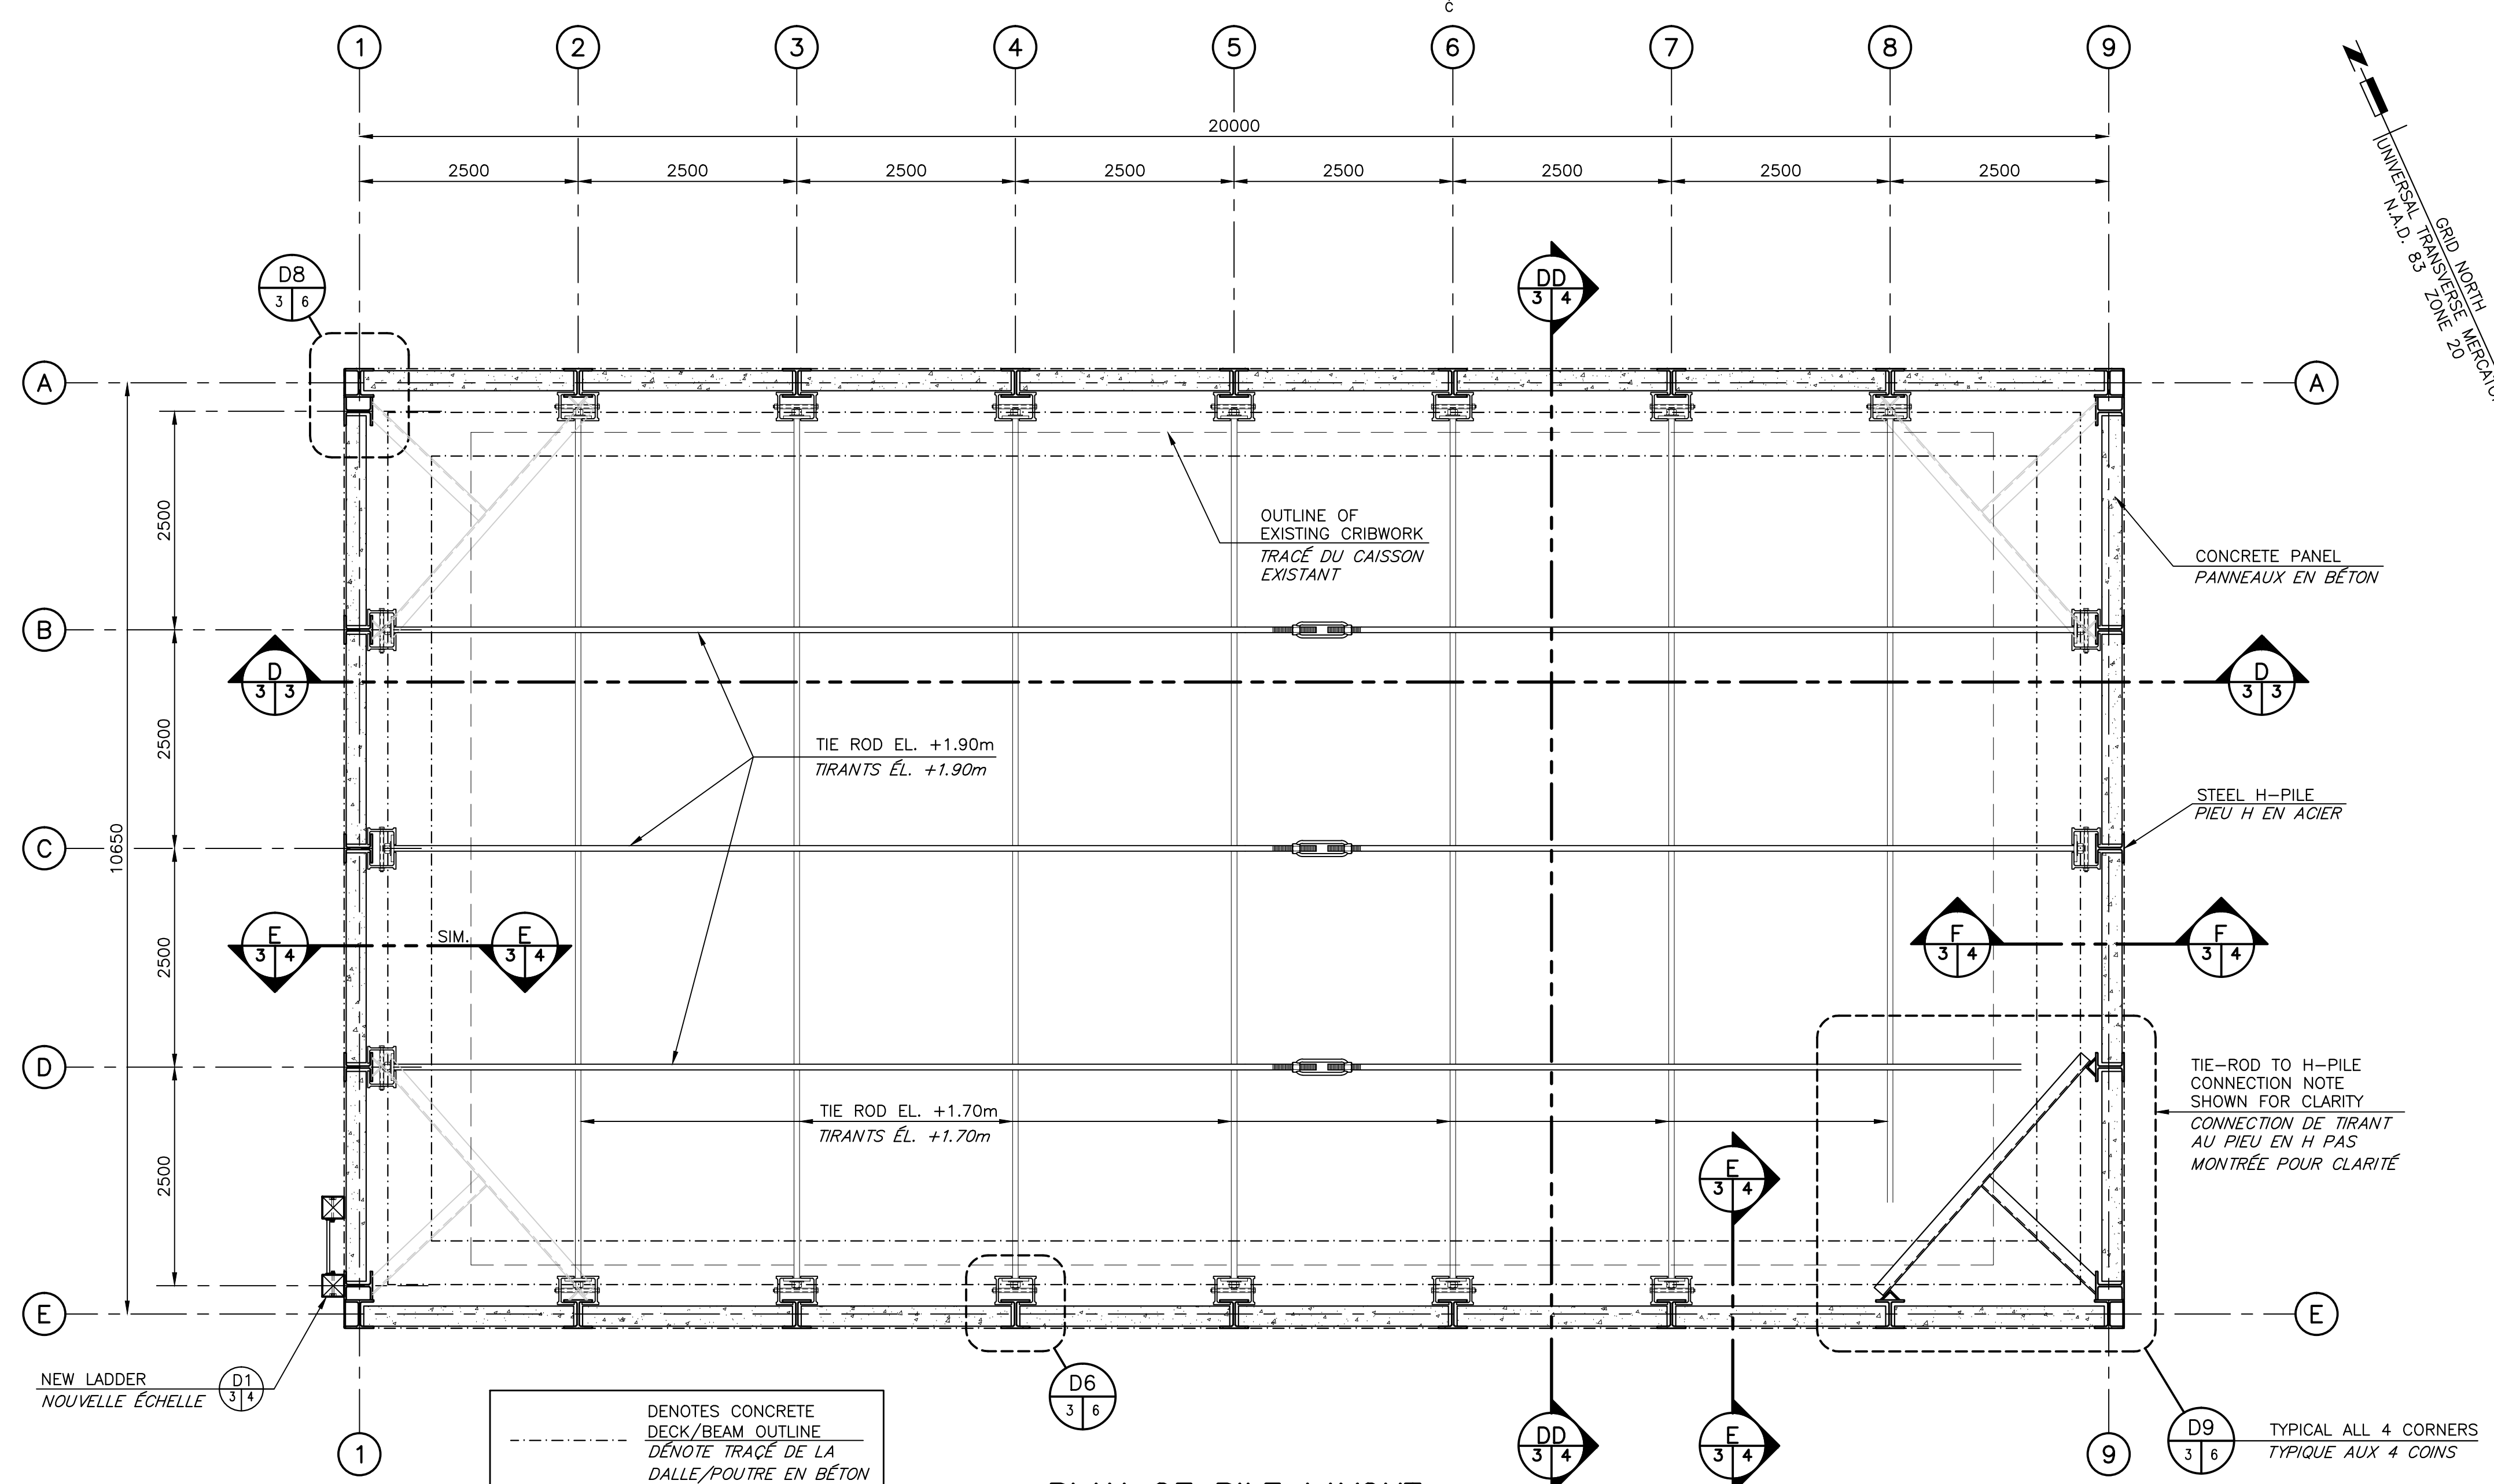 C
1 2 3 4 5 6 7 8 9
20000
2500 2500 2500 2500 2500 2500 2500 2500
GRID NORTH
UNIVERSAL TRANSVERSE MERCATOR
N.A.D. 83 ZONE 20
D8
3 6
DD
3 4
A A
2500
OUTLINE OF
EXISTING CRIBWORK
TRACÉ DU CAISSON
EXISTANT
CONCRETE PANEL
PANNEAUX EN BÉTON
B
D
3 3
D
3 3
2500
TIE ROD EL. +1.90m
TIRANTS ÉL. +1.90m
STEEL H-PILE
PIEU H EN ACIER
C
10650
E
3 4
SIM.
E
3 4
F
3 4
F
3 4
2500
D
TIE-ROD TO H-PILE
CONNECTION NOTE
SHOWN FOR CLARITY
CONNECTION DE TIRANT
AU PIEU EN H PAS
MONTRÉE POUR CLARITÉ
TIE ROD EL. +1.70m
TIRANTS ÉL. +1.70m
2500
E
3 4
E E
NEW LADDER
NOUVELLE ÉCHELLE
D1
3 4
D6
3 6
DD
3 4
E
3 4
D9
3 6
TYPICAL ALL 4 CORNERS
TYPIQUE AUX 4 COINS
1 9
DENOTES CONCRETE
DECK/BEAM OUTLINE
DÉNOTE TRAÇÉ DE LA
DALLE/POUTRE EN BÉTON